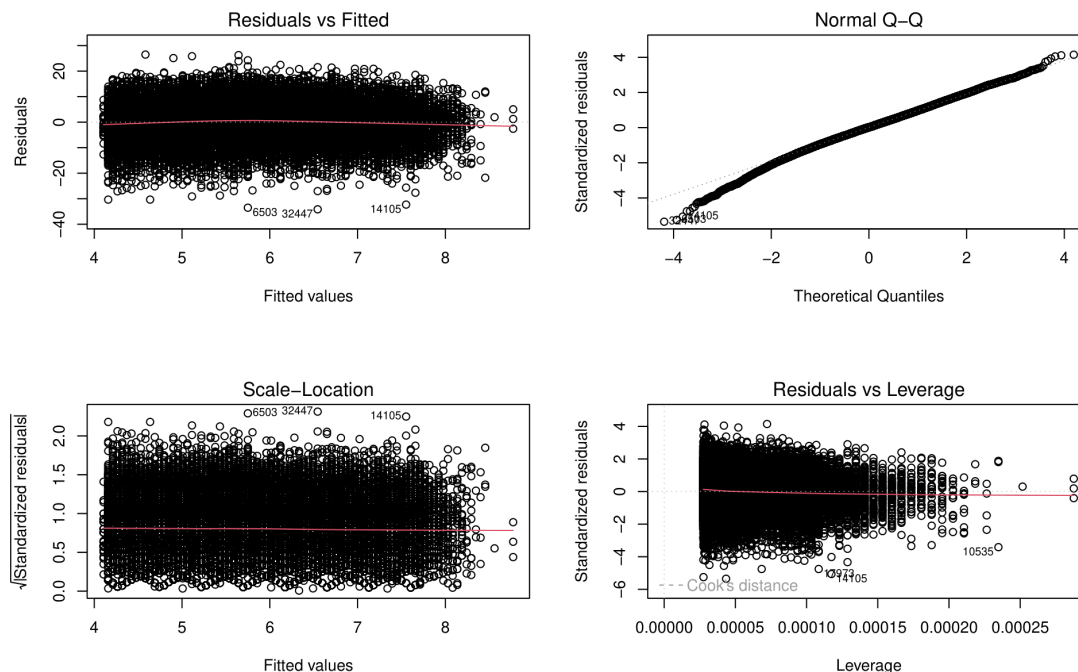 Residuals vs Fitted
Residuals
20
0
−20
−40
4 5 6 7 8
Fitted values
6503
32447
14105
Normal Q−Q
Standardized residuals
4
2
0
−2
−4
−4 −2 0 2 4
Theoretical Quantiles
14105
Scale−Location
√|Standardized residuals|
2.0
1.5
1.0
0.5
0.0
4 5 6 7 8
Fitted values
6503
32447
14105
Residuals vs Leverage
Standardized residuals
4
2
0
−2
−4
−6
0.00000 0.00005 0.00010 0.00015 0.00020 0.00025
Leverage
10535
17973
14105
Cook's distance